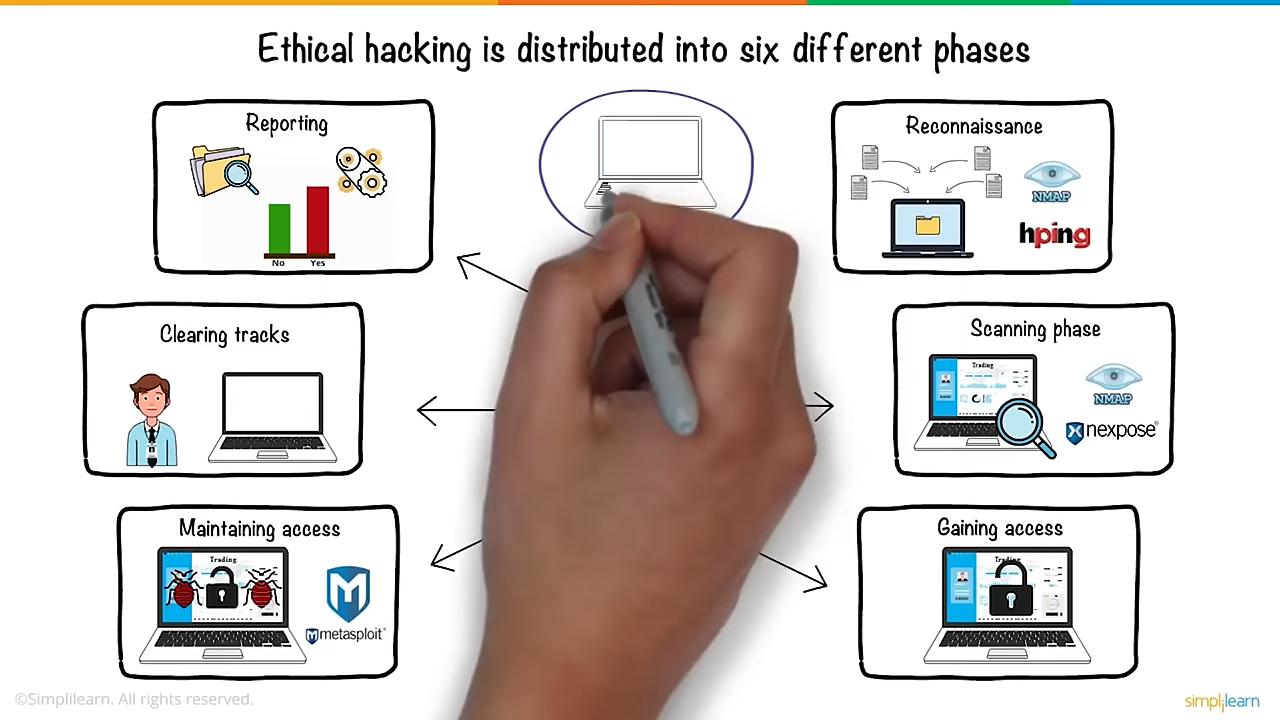 Ethical hacking is distributed into six different phases
Reporting
No Yes
Reconnaissance
NMAP
hping
Clearing tracks
Scanning phase
Trading
NMAP
nexpose®
Maintaining access
Trading
metasploit®
Gaining access
Trading
©Simplilearn. All rights reserved.
simplilearn